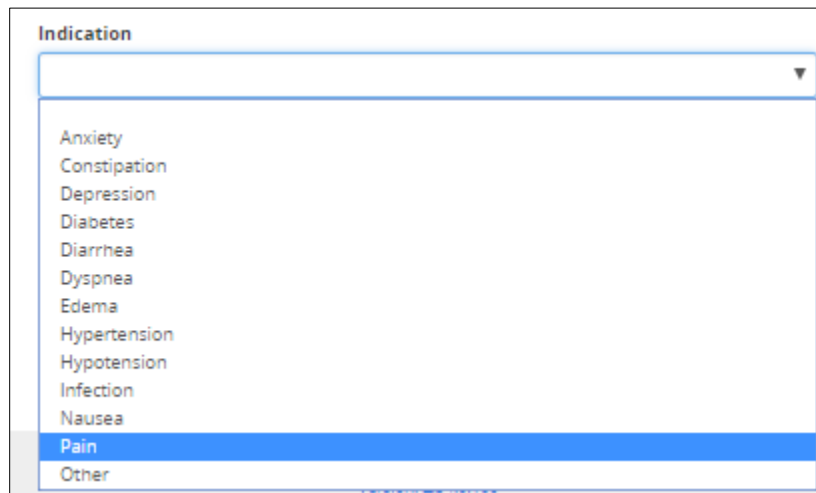 Indication
Anxiety
Constipation
Depression
Diabetes
Diarrhea
Dyspnea
Edema
Hypertension
Hypotension
Infection
Nausea
Pain
Other